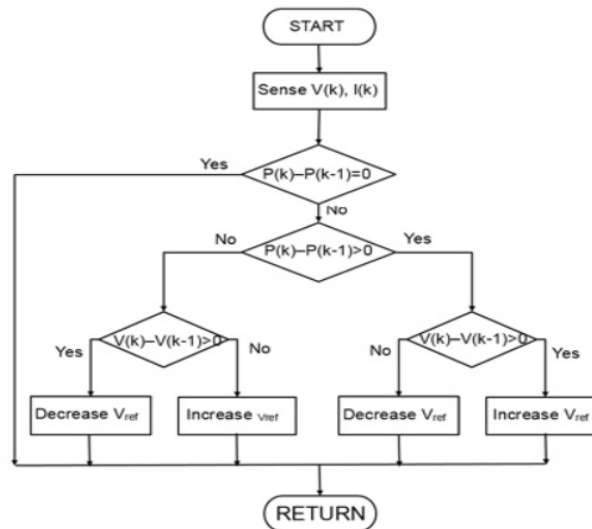 START
Sense V(k), I(k)
Yes
P(k)–P(k-1)=0
No
No
P(k)–P(k-1)>0
Yes
Yes
V(k)–V(k-1)>0
No
No
V(k)–V(k-1)>0
Yes
Decrease Vref
Increase Vref
Decrease Vref
Increase Vref
RETURN